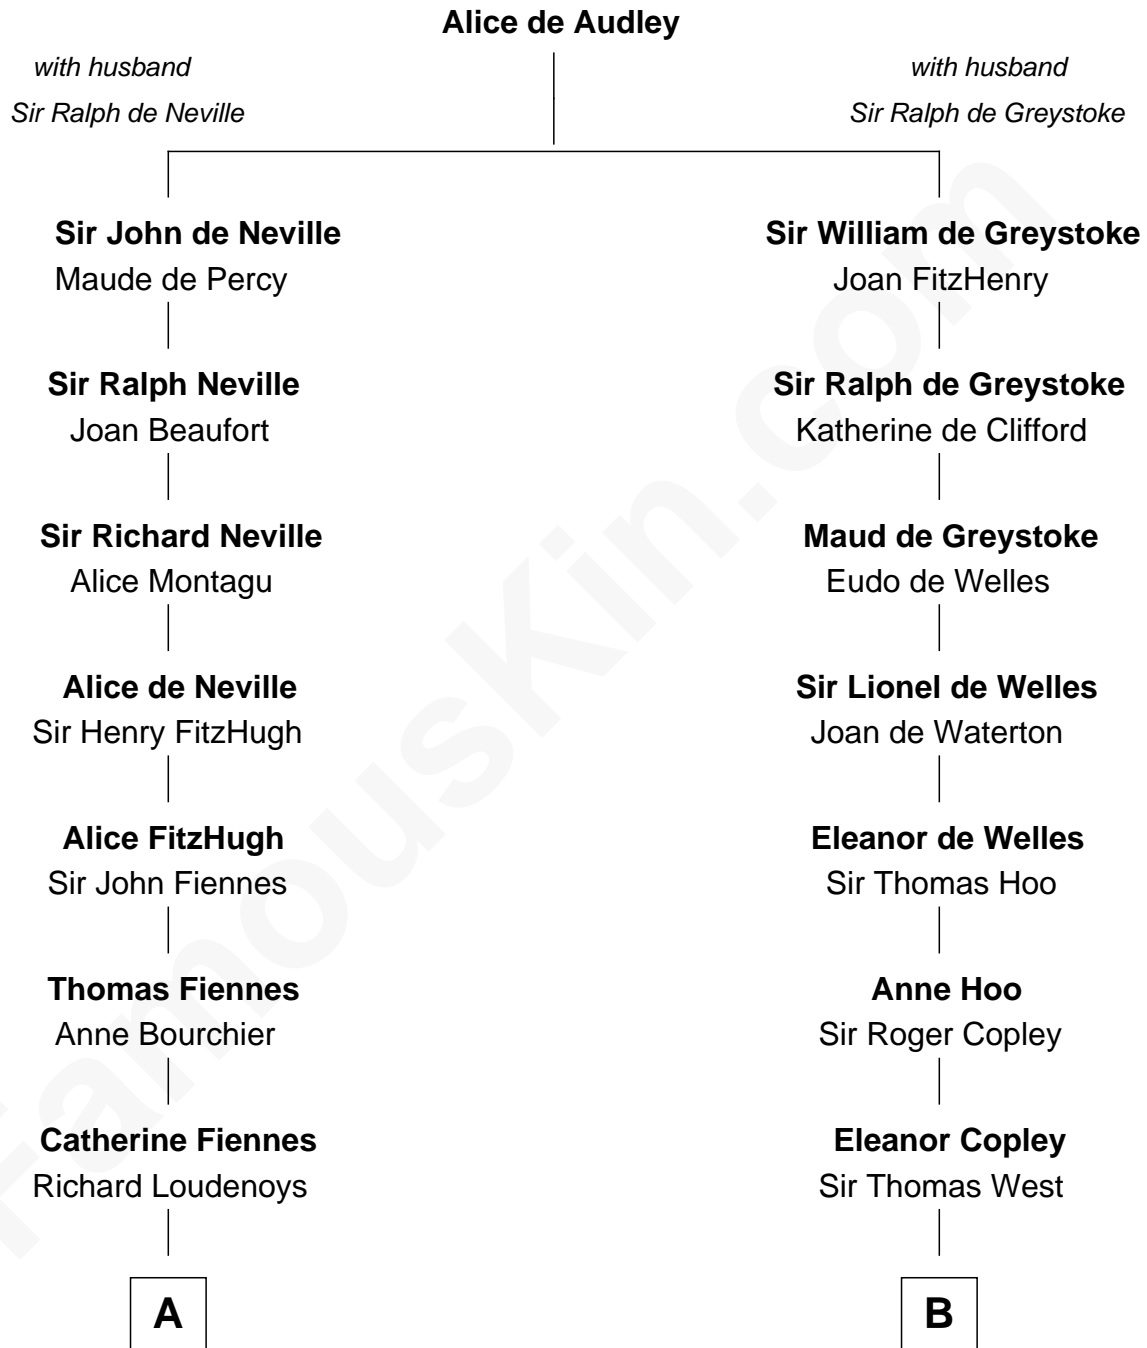 Alice de Audley
with husband
Sir Ralph de Neville
with husband
Sir Ralph de Greystoke
Sir John de Neville
Maude de Percy
Sir William de Greystoke
Joan FitzHenry
Sir Ralph Neville
Joan Beaufort
Sir Ralph de Greystoke
Katherine de Clifford
Sir Richard Neville
Alice Montagu
Maud de Greystoke
Eudo de Welles
Alice de Neville
Sir Henry FitzHugh
Sir Lionel de Welles
Joan de Waterton
Alice FitzHugh
Sir John Fiennes
Eleanor de Welles
Sir Thomas Hoo
Thomas Fiennes
Anne Bourchier
Anne Hoo
Sir Roger Copley
Catherine Fiennes
Richard Loudenoys
Eleanor Copley
Sir Thomas West
A
B
FamousKin.com